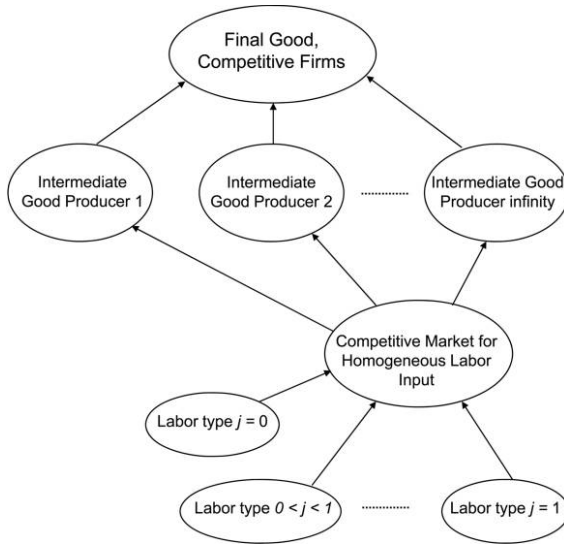 Final Good,
Competitive Firms
Intermediate
Good Producer 1
Intermediate
Good Producer 2
Intermediate Good
Producer infinity
Competitive Market for
Homogeneous Labor
Input
Labor type j = 0
Labor type 0 < j < 1
Labor type j = 1